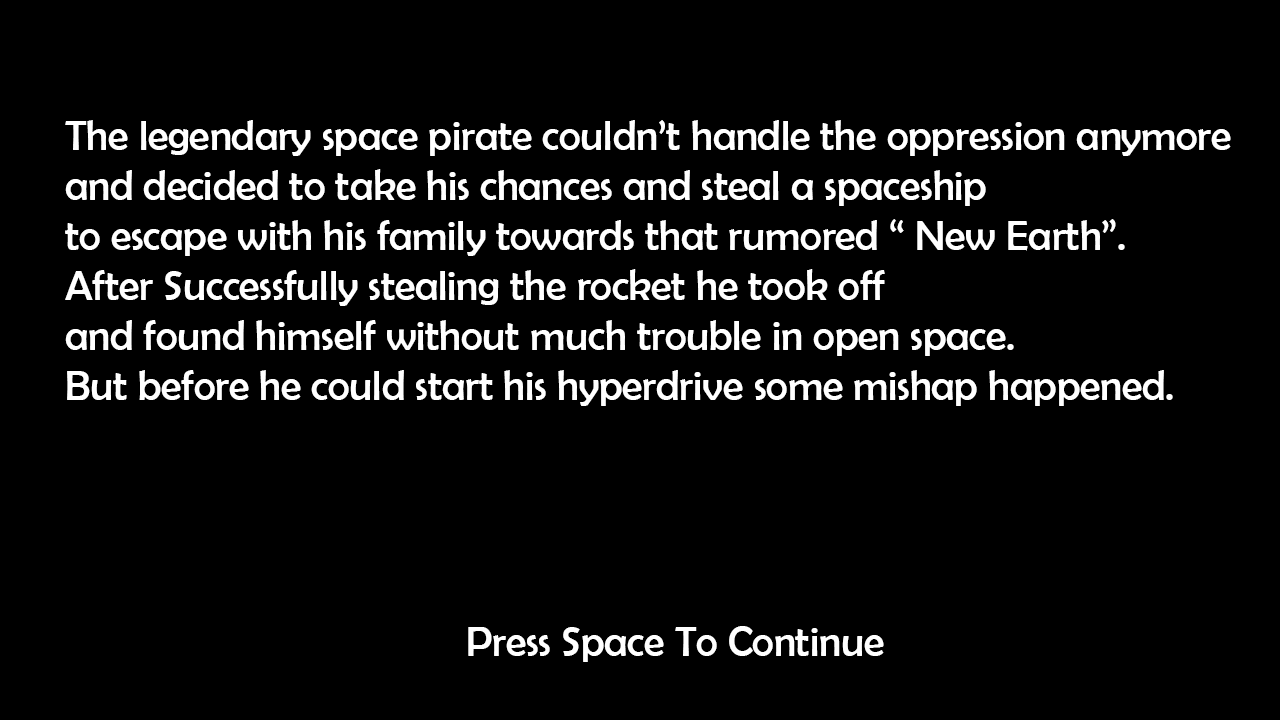 The legendary space pirate couldn’t handle the oppression anymore
and decided to take his chances and steal a spaceship
to escape with his family towards that rumored “ New Earth”.
After Successfully stealing the rocket he took off
and found himself without much trouble in open space.
But before he could start his hyperdrive some mishap happened.
Press Space To Continue